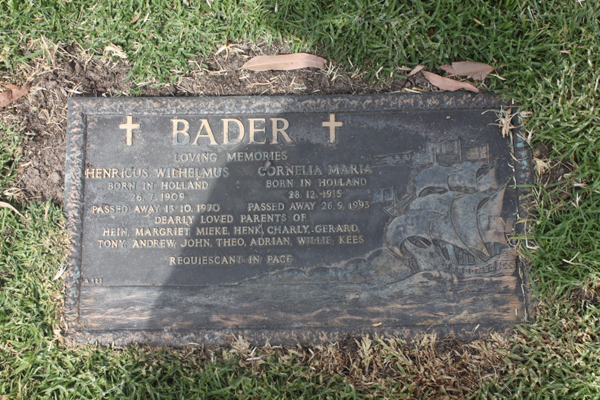 BADER
LOVING MEMORIES
HENRICUS WILHELMUS CORNELIA MARIA
BORN IN HOLLAND BORN IN HOLLAND
26.7.1909 28.12.1915
PASSED AWAY 15.10.1970 PASSED AWAY 26.9.1993
DEARLY LOVED PARENTS OF
HEIN, MARGRIET MIEKE, HENK, CHARLY, GERARD,
TONY, ANDREW, JOHN, THEO, ADRIAN, WILLIE, KEES
REQUIESCANT IN PACE